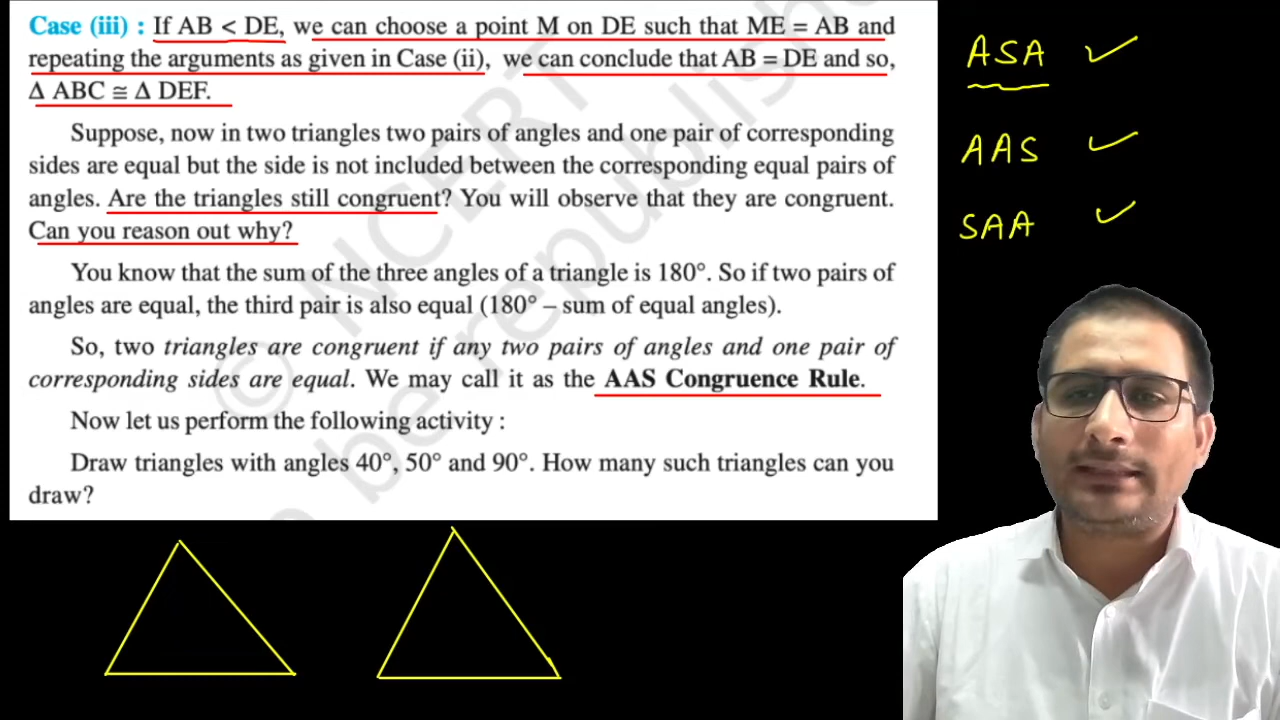 Case (iii) : If AB < DE, we can choose a point M on DE such that ME = AB and
repeating the arguments as given in Case (ii), we can conclude that AB = DE and so,
Δ ABC ≅ Δ DEF.
Suppose, now in two triangles two pairs of angles and one pair of corresponding
sides are equal but the side is not included between the corresponding equal pairs of
angles. Are the triangles still congruent? You will observe that they are congruent.
Can you reason out why?
You know that the sum of the three angles of a triangle is 180°. So if two pairs of
angles are equal, the third pair is also equal (180° – sum of equal angles).
So, two triangles are congruent if any two pairs of angles and one pair of
corresponding sides are equal. We may call it as the AAS Congruence Rule.
Now let us perform the following activity :
Draw triangles with angles 40°, 50° and 90°. How many such triangles can you
draw?
© NCERT
be republished
ASA ✓
AAS ✓
SAA ✓